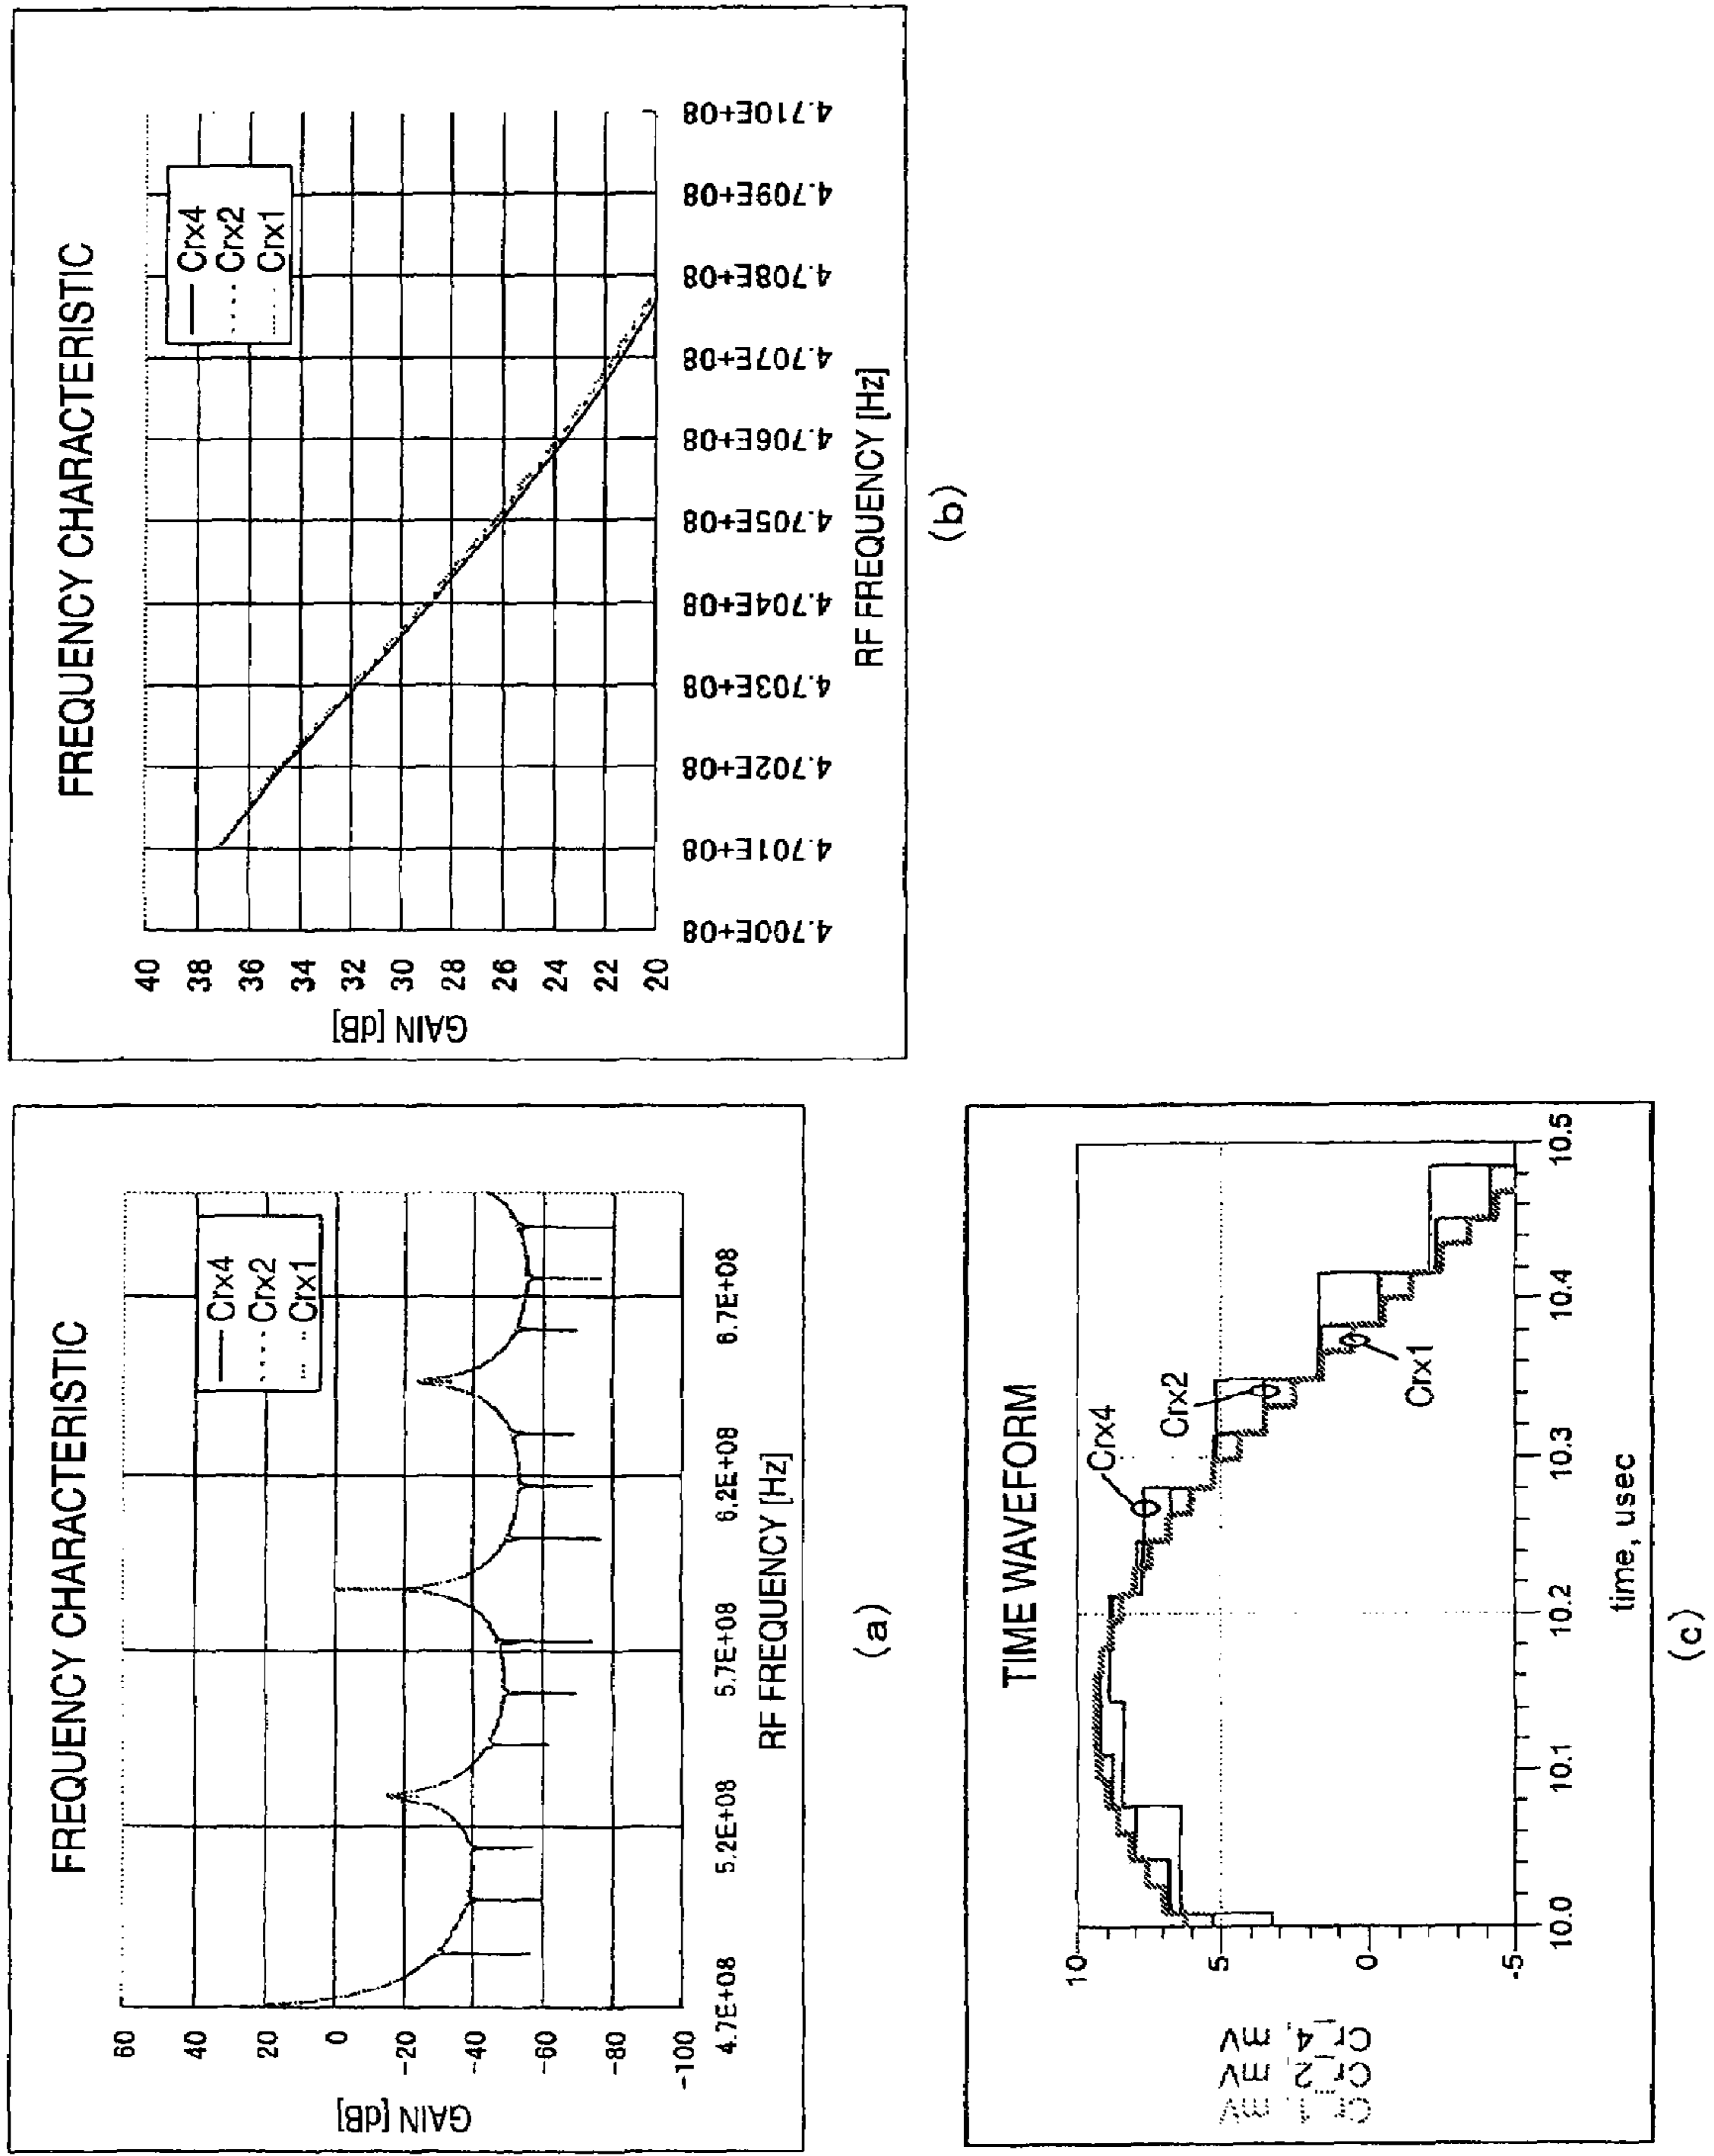 FREQUENCY CHARACTERISTIC
60
40
20
0
-20
-40
-60
-80
-100
GAIN [dB]
Crx4
Crx2
Crx1
4.7E+08
5.2E+08
5.7E+08
6.2E+08
6.7E+08
RF FREQUENCY [Hz]
(a)
FREQUENCY CHARACTERISTIC
40
38
36
34
32
30
28
26
24
22
20
GAIN [dB]
Crx4
Crx2
Crx1
4.700E+08
4.701E+08
4.702E+08
4.703E+08
4.704E+08
4.705E+08
4.706E+08
4.707E+08
4.708E+08
4.709E+08
4.710E+08
RF FREQUENCY [Hz]
(b)
TIME WAVEFORM
Cr_4, mV
Cr_2, mV
Cr_1, mV
10
5
0
-5
Crx4
Crx2
Crx1
10.0
10.1
10.2
10.3
10.4
10.5
time, usec
(c)